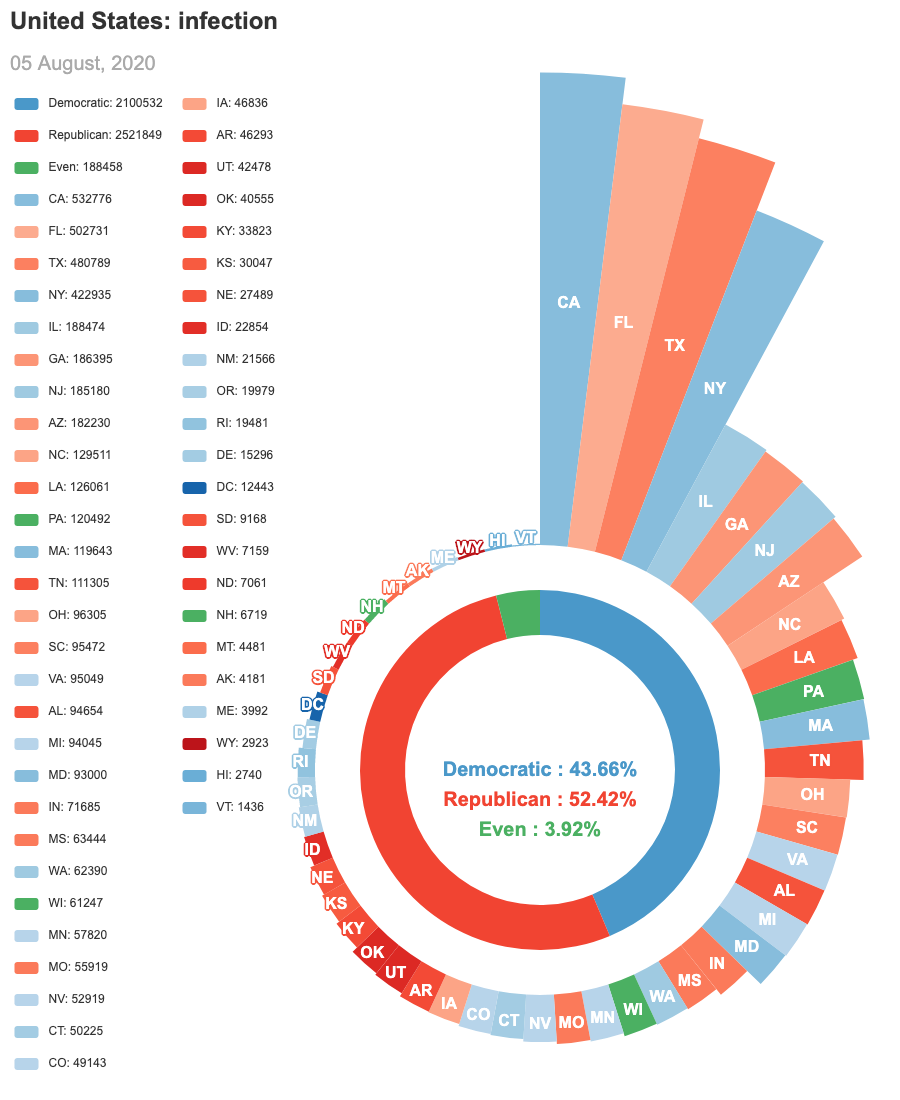 United States: infection
05 August, 2020
Democratic: 2100532
Republican: 2521849
Even: 188458
CA: 532776
FL: 502731
TX: 480789
NY: 422935
IL: 188474
GA: 186395
NJ: 185180
AZ: 182230
NC: 129511
LA: 126061
PA: 120492
MA: 119643
TN: 111305
OH: 96305
SC: 95472
VA: 95049
AL: 94654
MI: 94045
MD: 93000
IN: 71685
MS: 63444
WA: 62390
WI: 61247
MN: 57820
MO: 55919
NV: 52919
CT: 50225
CO: 49143
IA: 46836
AR: 46293
UT: 42478
OK: 40555
KY: 33823
KS: 30047
NE: 27489
ID: 22854
NM: 21566
OR: 19979
RI: 19481
DE: 15296
DC: 12443
SD: 9168
WV: 7159
ND: 7061
NH: 6719
MT: 4481
AK: 4181
ME: 3992
WY: 2923
HI: 2740
VT: 1436
CA
FL
TX
NY
IL
GA
NJ
AZ
NC
LA
PA
MA
TN
OH
SC
VA
AL
MI
MD
IN
MS
WA
WI
MN
MO
NV
CT
CO
IA
AR
UT
OK
KY
KS
NE
ID
NM
OR
RI
DE
DC
SD
WV
ND
NH
MT
AK
ME
WY
HI
VT
Democratic : 43.66%
Republican : 52.42%
Even : 3.92%